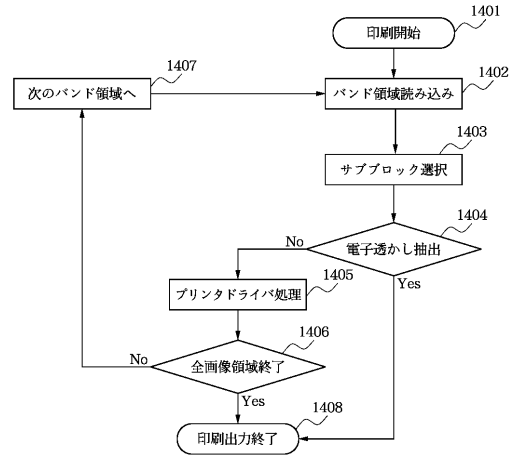 1401
印刷開始
1407
次のバンド領域へ
1402
バンド領域読み込み
1403
サブブロック選択
1404
電子透かし抽出
No
Yes
1405
プリンタドライバ処理
1406
全画像領域終了
No
Yes
1408
印刷出力終了